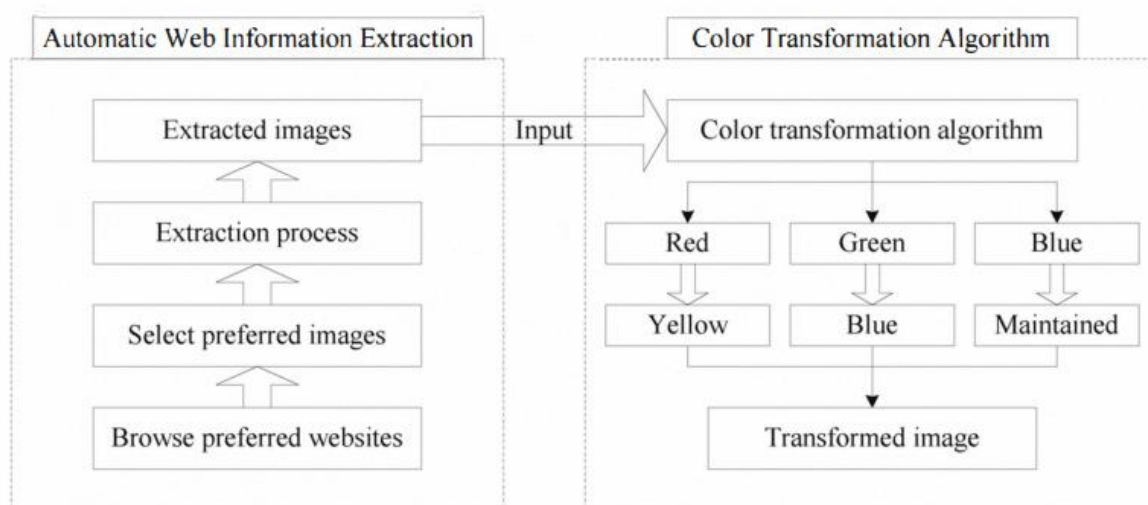 Automatic Web Information Extraction
Extracted images
Extraction process
Select preferred images
Browse preferred websites
Input
Color Transformation Algorithm
Color transformation algorithm
Red
Green
Blue
Yellow
Blue
Maintained
Transformed image